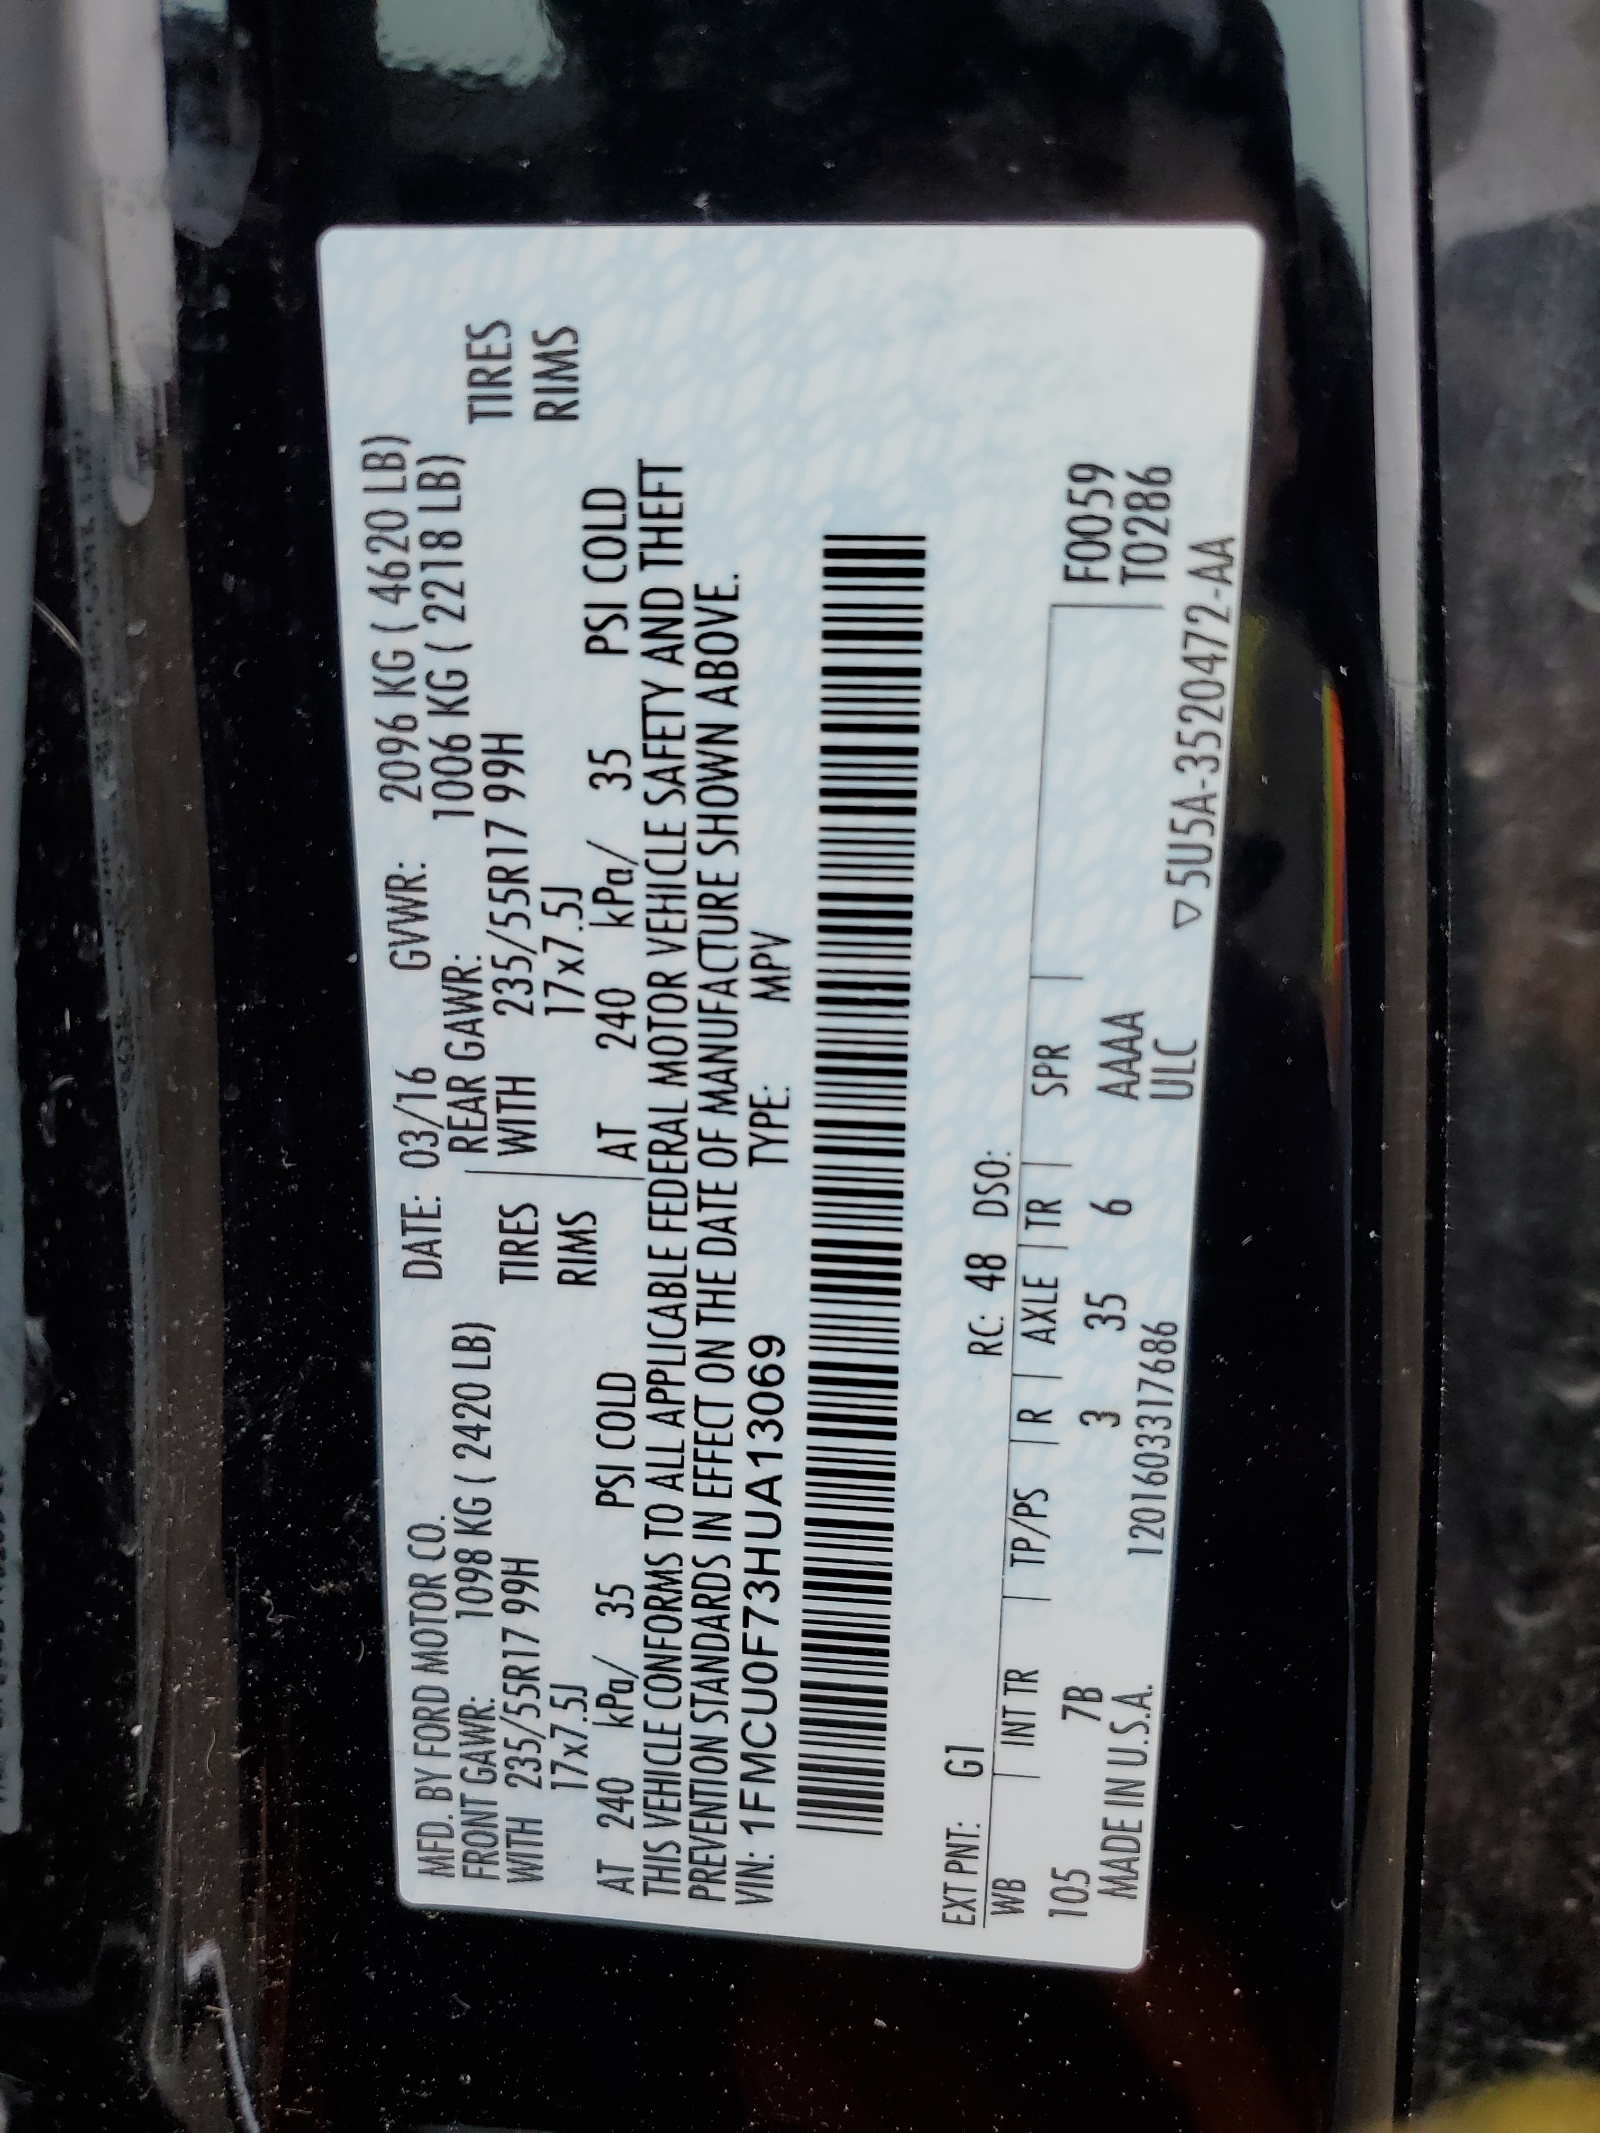 MFD. BY FORD MOTOR CO.
DATE: 03/16 GVWR: 2096 KG ( 4620 LB)
FRONT GAWR: 1098 KG ( 2420 LB) REAR GAWR: 1006 KG ( 2218 LB)
WITH 235/55R17 99H TIRES WITH 235/55R17 99H TIRES
17x7.5J RIMS 17x7.5J RIMS
AT 240 kPa/ 35 PSI COLD AT 240 kPa/ 35 PSI COLD
THIS VEHICLE CONFORMS TO ALL APPLICABLE FEDERAL MOTOR VEHICLE SAFETY AND THEFT
PREVENTION STANDARDS IN EFFECT ON THE DATE OF MANUFACTURE SHOWN ABOVE.
VIN: 1FMCU0F73HUA13069 TYPE: MPV
EXT PNT: G1 RC: 48 DSO:
WB INT TR TP/PS R AXLE TR SPR F0059
105 7B 3 35 6 AAAA T0286
MADE IN U.S.A. 1201603317686 ULC ▽5U5A-3520472-AA